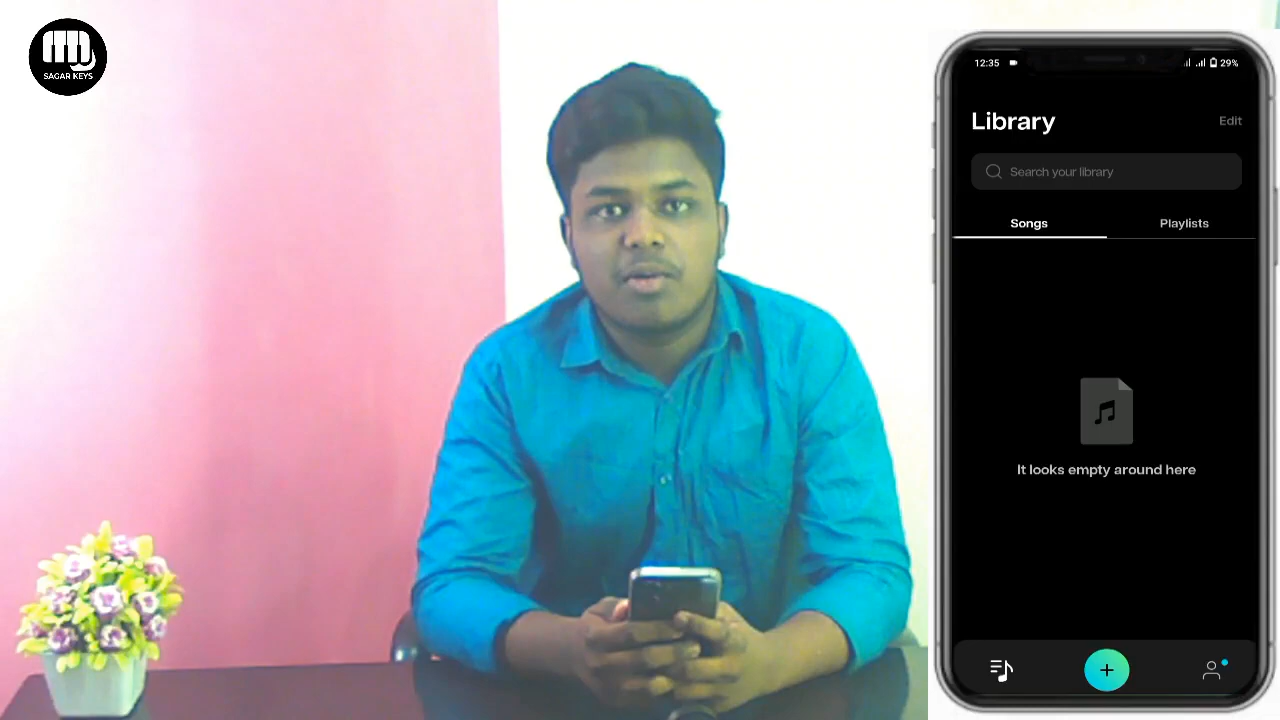 SAGAR KEYS
12:35
29%
Library
Edit
Search your library
Songs
Playlists
It looks empty around here